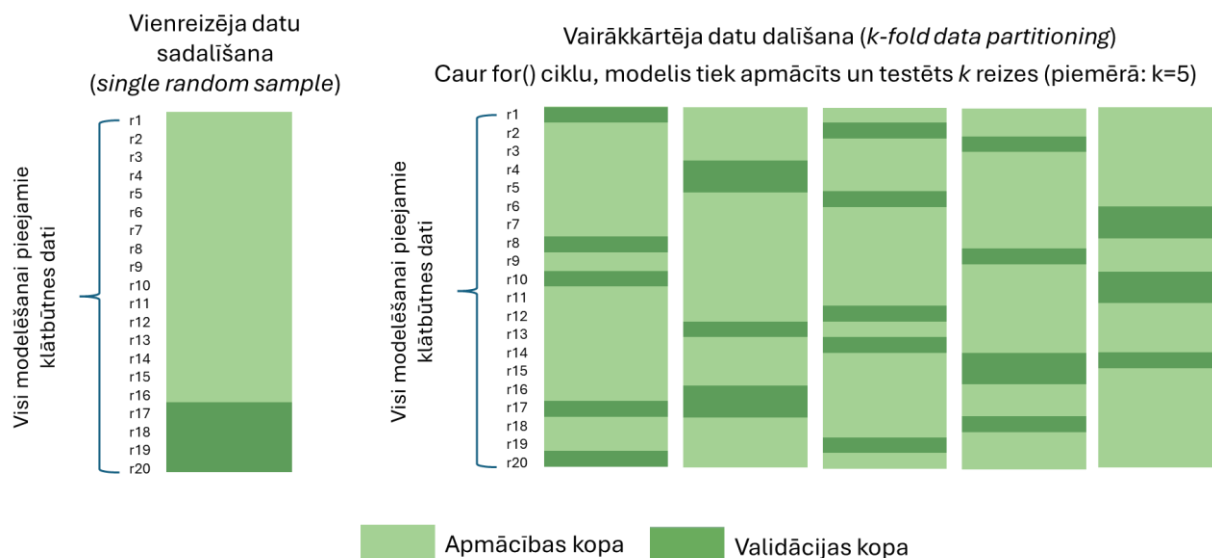 Vienreizēja datu
sadalīšana
(single random sample)
Visi modelēšanai pieejamie
klātbūtnes dati
r1
r2
r3
r4
r5
r6
r7
r8
r9
r10
r11
r12
r13
r14
r15
r16
r17
r18
r19
r20
Vairākkārtēja datu dalīšana (k-fold data partitioning)
Caur for() ciklu, modelis tiek apmācīts un testēts k reizes (piemērā: k=5)
Visi modelēšanai pieejamie
klātbūtnes dati
r1
r2
r3
r4
r5
r6
r7
r8
r9
r10
r11
r12
r13
r14
r15
r16
r17
r18
r19
r20
Apmācības kopa
Validācijas kopa